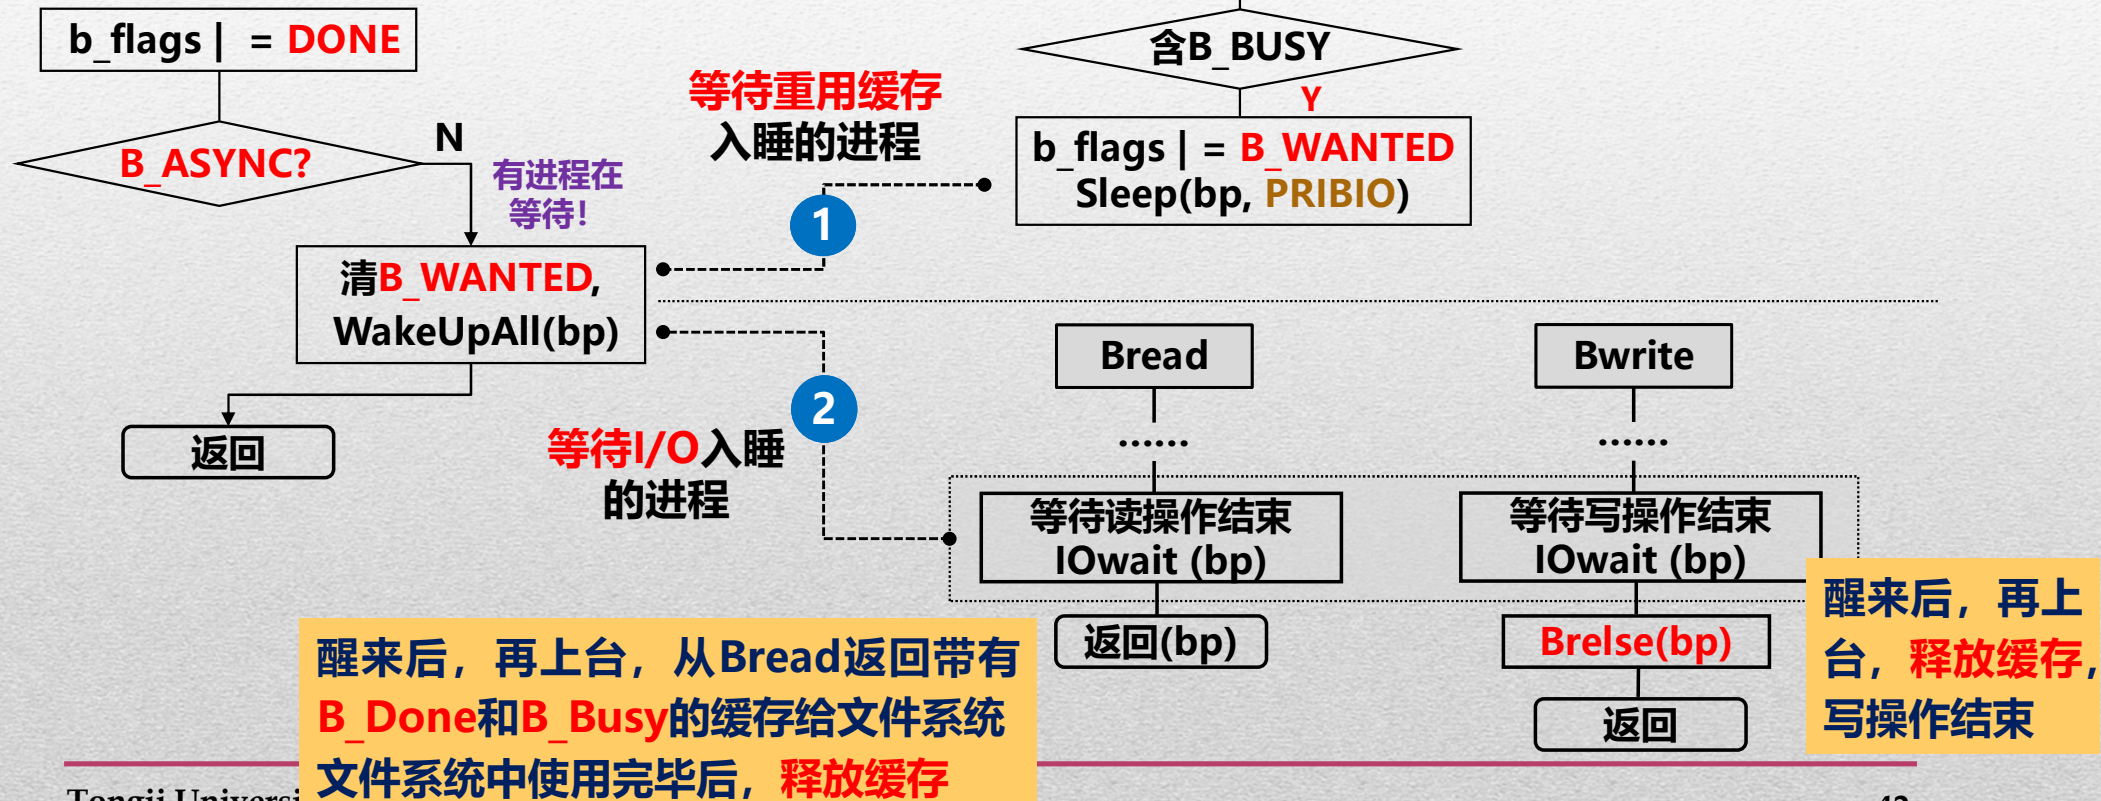 b_flags | = DONE
B_ASYNC?
N
有进程在
等待!
清B_WANTED,
WakeUpAll(bp)
返回
等待重用缓存
入睡的进程
1
含B_BUSY
Y
b_flags | = B_WANTED
Sleep(bp, PRIBIO)
2
等待I/O入睡
的进程
Bread
......
等待读操作结束
IOwait (bp)
返回(bp)
Bwrite
......
等待写操作结束
IOwait (bp)
Brelse(bp)
返回
醒来后，再上台，从Bread返回带有
B_Done和B_Busy的缓存给文件系统
文件系统中使用完毕后，释放缓存
醒来后，再上
台，释放缓存，
写操作结束
Tongji